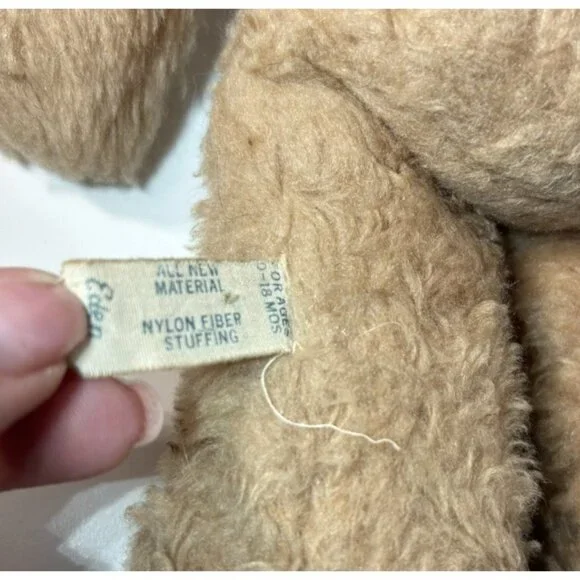 Eden
ALL NEW
MATERIAL
NYLON FIBER
STUFFING
FOR AGES
0-18 MOS